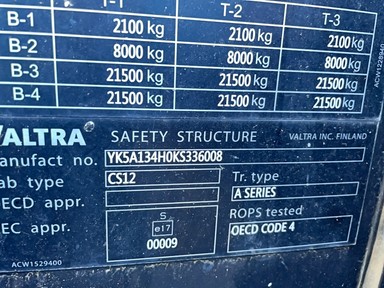 T-1 T-2 T-3
B-1 2100 kg 2100 kg 2100 kg
B-2 8000 kg 8000 kg 8000 kg
B-3 21500 kg 21500 kg 21500 kg
B-4 21500 kg 21500 kg 21500 kg
ACW1228940
VALTRA SAFETY STRUCTURE VALTRA INC. FINLAND
anufact no. YK5A134H0KS336008
ab type CS12 Tr. type
ECD appr. A SERIES
EC appr. S ROPS tested
e17 OECD CODE 4
00009
ACW1529400